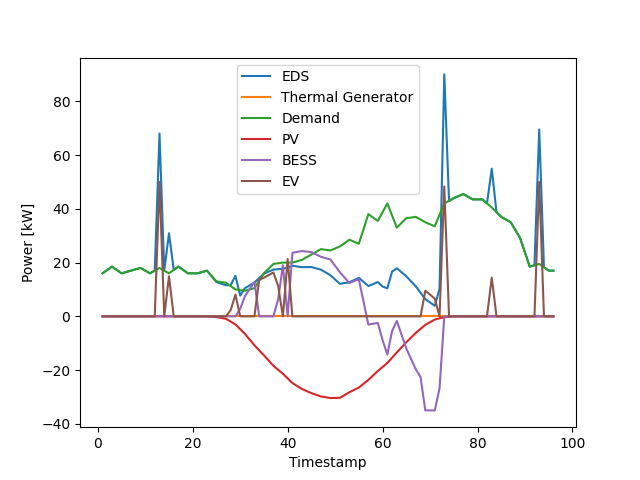 EDS
Thermal Generator
Demand
PV
BESS
EV
Power [kW]
80
60
40
20
0
−20
−40
0 20 40 60 80 100
Timestamp